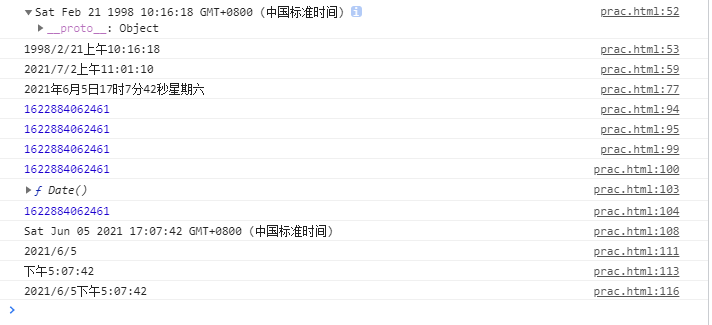 ▼Sat Feb 21 1998 10:16:18 GMT+0800 (中国标准时间) i prac.html:52
▶__proto__: Object
1998/2/21上午10:16:18 prac.html:53
2021/7/2上午11:01:10 prac.html:59
2021年6月5日17时7分42秒星期六 prac.html:77
1622884062461 prac.html:94
1622884062461 prac.html:95
1622884062461 prac.html:99
1622884062461 prac.html:100
▶ƒ Date() prac.html:103
1622884062461 prac.html:104
Sat Jun 05 2021 17:07:42 GMT+0800 (中国标准时间) prac.html:108
2021/6/5 prac.html:111
下午5:07:42 prac.html:113
2021/6/5下午5:07:42 prac.html:116
>